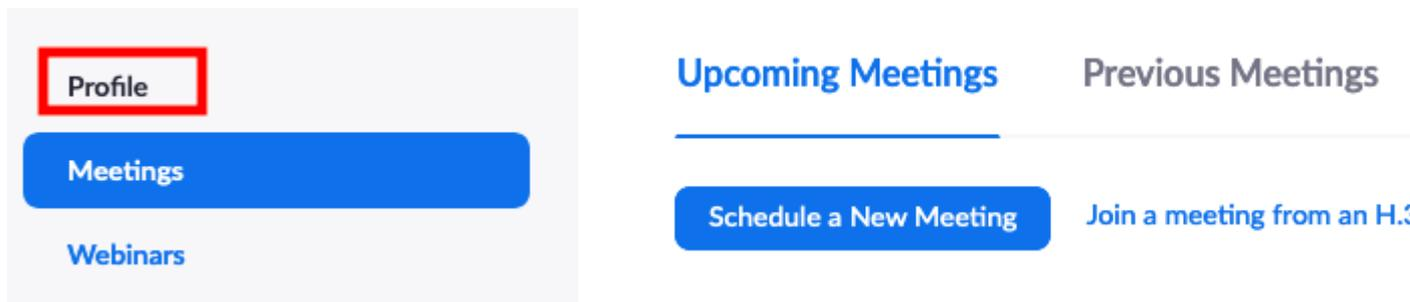 Profile
Meetings
Webinars
Upcoming Meetings
Previous Meetings
Schedule a New Meeting
Join a meeting from an